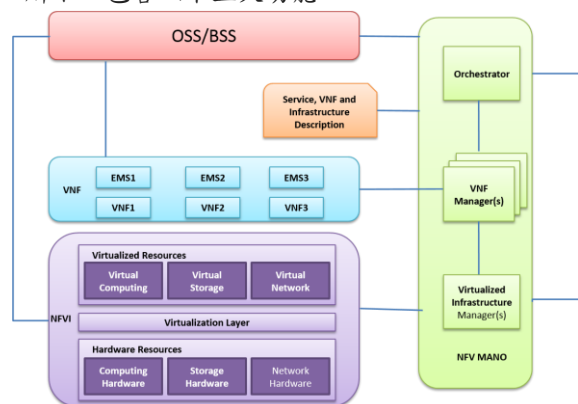 OSS/BSS
Orchestrator
Service, VNF and
Infrastructure
Description
EMS1
EMS2
EMS3
VNF
VNF1
VNF2
VNF3
VNF
Manager(s)
Virtualized Resources
Virtual
Computing
Virtual
Storage
Virtual
Network
NFVI
Virtualization Layer
Hardware Resources
Computing
Hardware
Storage
Hardware
Network
Hardware
Virtualized
Infrastructure
Manager(s)
NFV MANO